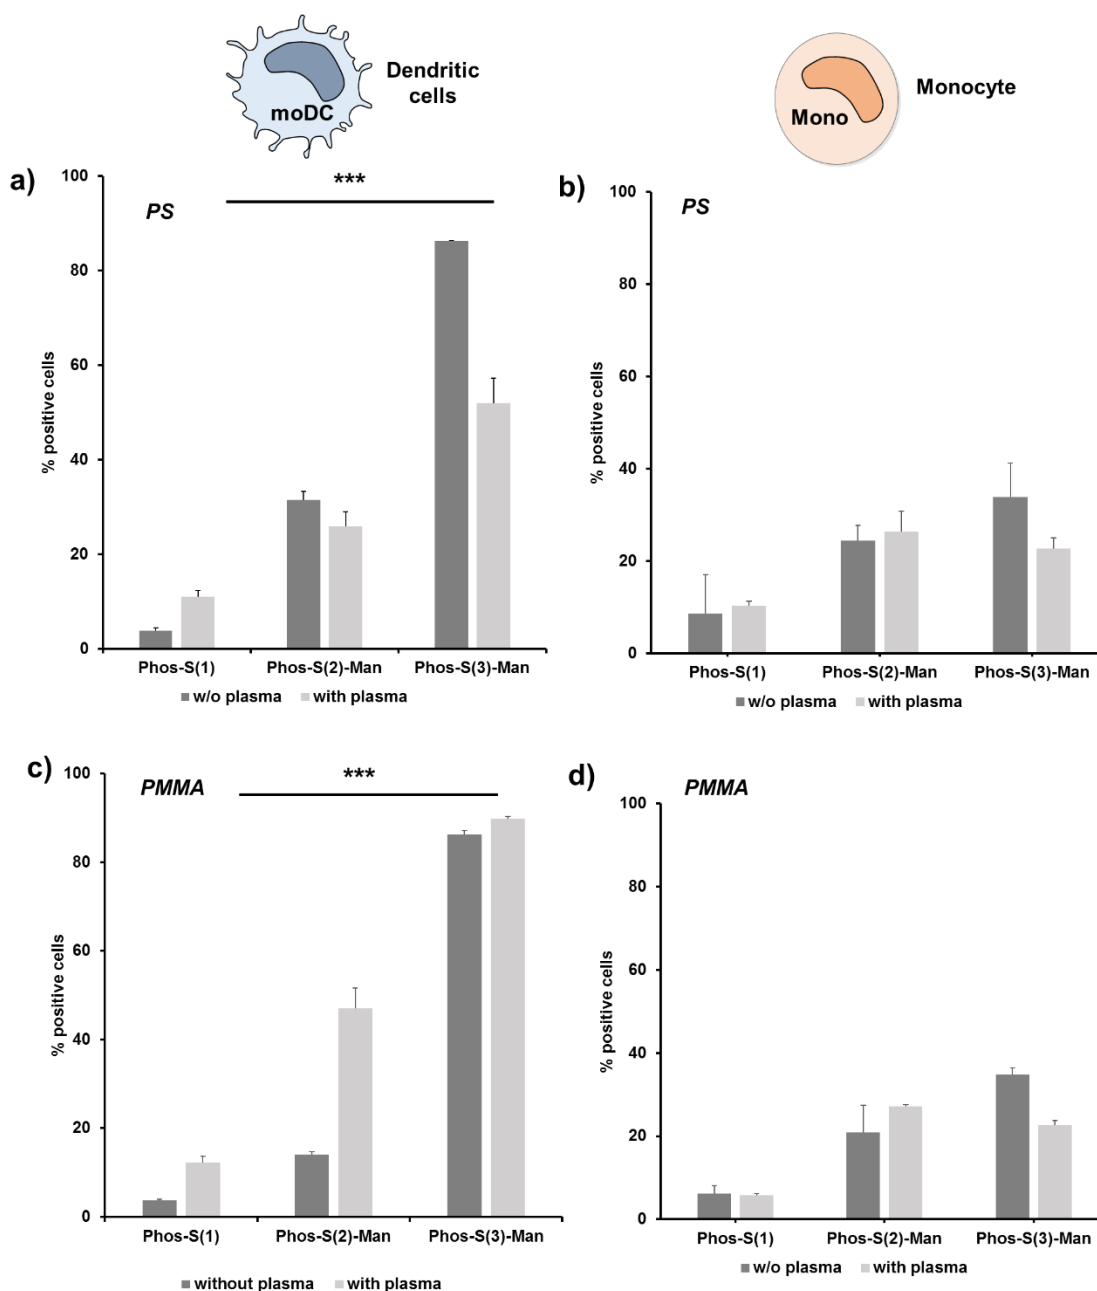 moDC
Dendritic
cells
Mono
Monocyte
a)
PS
***
% positive cells
100
80
60
40
20
0
Phos-S(1) Phos-S(2)-Man Phos-S(3)-Man
w/o plasma with plasma
b)
PS
% positive cells
100
80
60
40
20
0
Phos-S(1) Phos-S(2)-Man Phos-S(3)-Man
w/o plasma with plasma
c)
PMMA
***
% positive cells
100
80
60
40
20
0
Phos-S(1) Phos-S(2)-Man Phos-S(3)-Man
without plasma with plasma
d)
PMMA
% positive cells
100
80
60
40
20
0
Phos-S(1) Phos-S(2)-Man Phos-S(3)-Man
w/o plasma with plasma